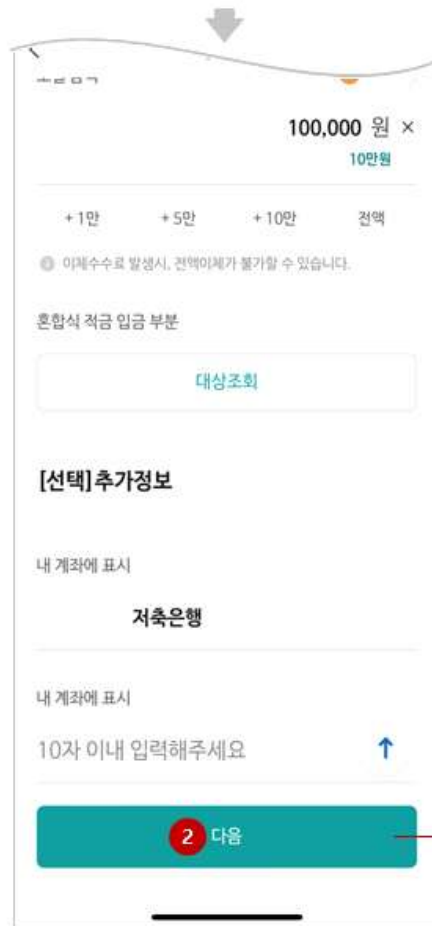 100,000 원 ×
10만원
+ 1만 + 5만 + 10만 전액
이체수수료 발생시, 전액이체가 불가할 수 있습니다.
혼합식 적금 입금 부분
대상조회
[선택] 추가정보
내 계좌에 표시
저축은행
내 계좌에 표시
10자 이내 입력해주세요
2 다음